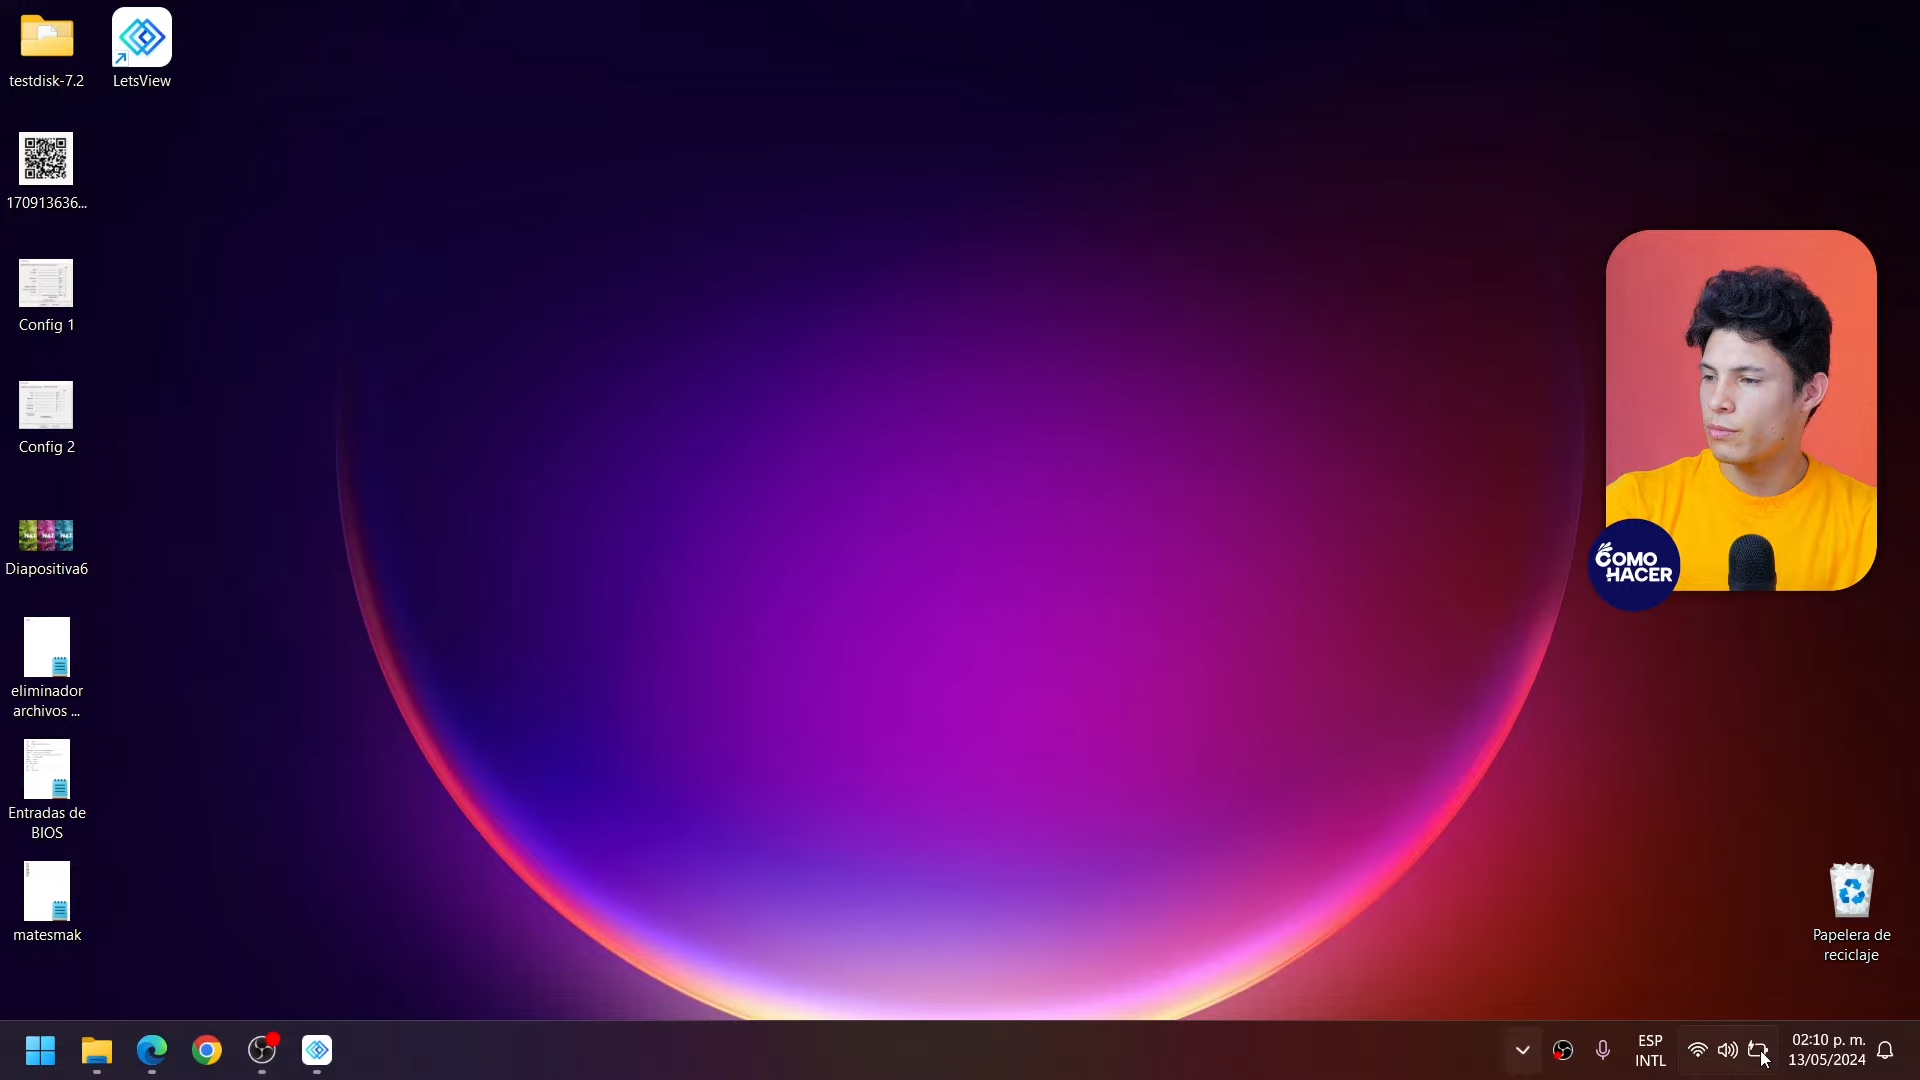 testdisk-7.2
LetsView
170913636...
Config 1
Config 2
Diapositiva6
eliminador
archivos ...
Entradas de
BIOS
matesmak
COMO
HACER
Papelera de
reciclaje
ESP
INTL
02:10 p. m.
13/05/2024